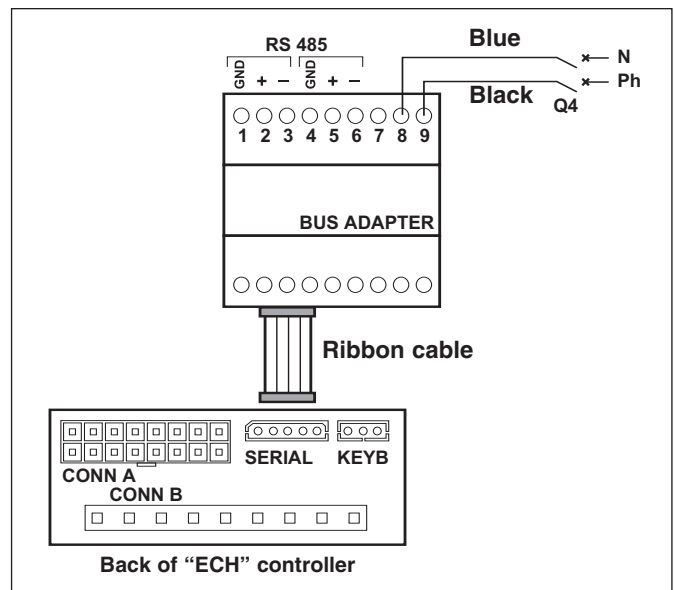 RS 485
GND + – GND + –
Blue
N
Ph
Black
Q4
1 2 3 4 5 6 7 8 9
BUS ADAPTER
Ribbon cable
SERIAL KEYB
CONN A
CONN B
Back of “ECH” controller